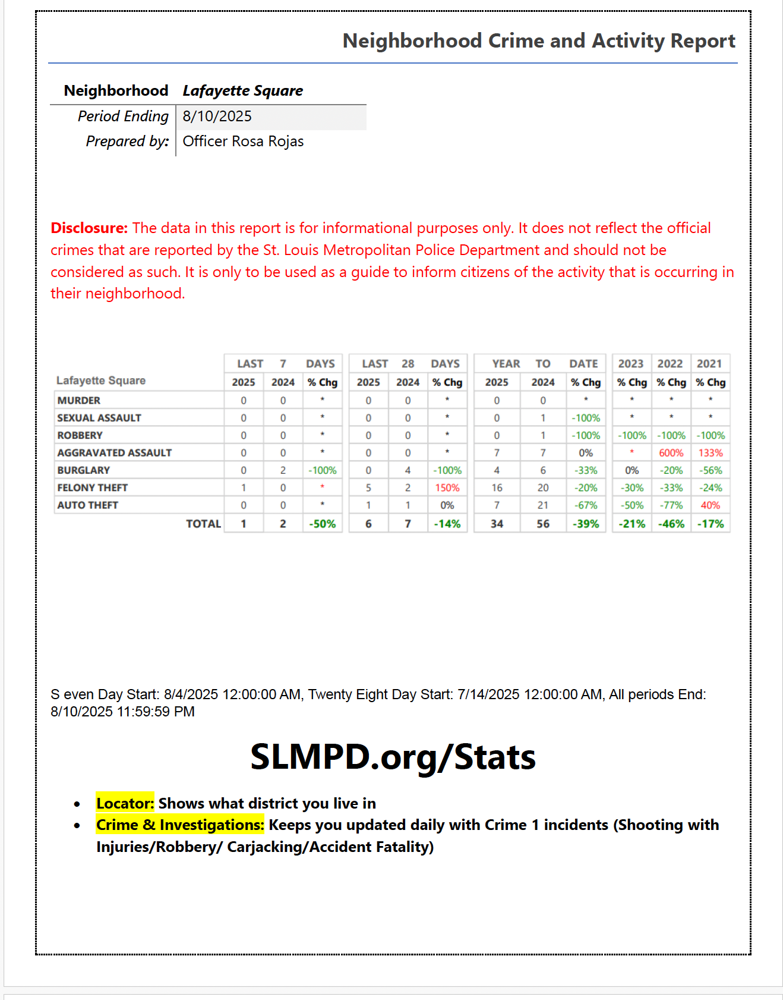 Neighborhood Crime and Activity Report
Neighborhood Lafayette Square
Period Ending 8/10/2025
Prepared by: Officer Rosa Rojas
Disclosure: The data in this report is for informational purposes only. It does not reflect the official
crimes that are reported by the St. Louis Metropolitan Police Department and should not be
considered as such. It is only to be used as a guide to inform citizens of the activity that is occurring in
their neighborhood.
LAST 7 DAYS LAST 28 DAYS YEAR TO DATE 2023 2022 2021
Lafayette Square 2025 2024 % Chg 2025 2024 % Chg 2025 2024 % Chg % Chg % Chg % Chg
MURDER 0 0 * 0 0 * 0 0 * * * *
SEXUAL ASSAULT 0 0 * 0 0 * 0 1 -100% * * *
ROBBERY 0 0 * 0 0 * 0 1 -100% -100% -100% -100%
AGGRAVATED ASSAULT 0 0 * 0 0 * 7 7 0% * 600% 133%
BURGLARY 0 2 -100% 0 4 -100% 4 6 -33% 0% -20% -56%
FELONY THEFT 1 0 * 5 2 150% 16 20 -20% -30% -33% -24%
AUTO THEFT 0 0 * 1 1 0% 7 21 -67% -50% -77% 40%
TOTAL 1 2 -50% 6 7 -14% 34 56 -39% -21% -46% -17%
S even Day Start: 8/4/2025 12:00:00 AM, Twenty Eight Day Start: 7/14/2025 12:00:00 AM, All periods End:
8/10/2025 11:59:59 PM
SLMPD.org/Stats
• Locator: Shows what district you live in
• Crime & Investigations: Keeps you updated daily with Crime 1 incidents (Shooting with
Injuries/Robbery/ Carjacking/Accident Fatality)